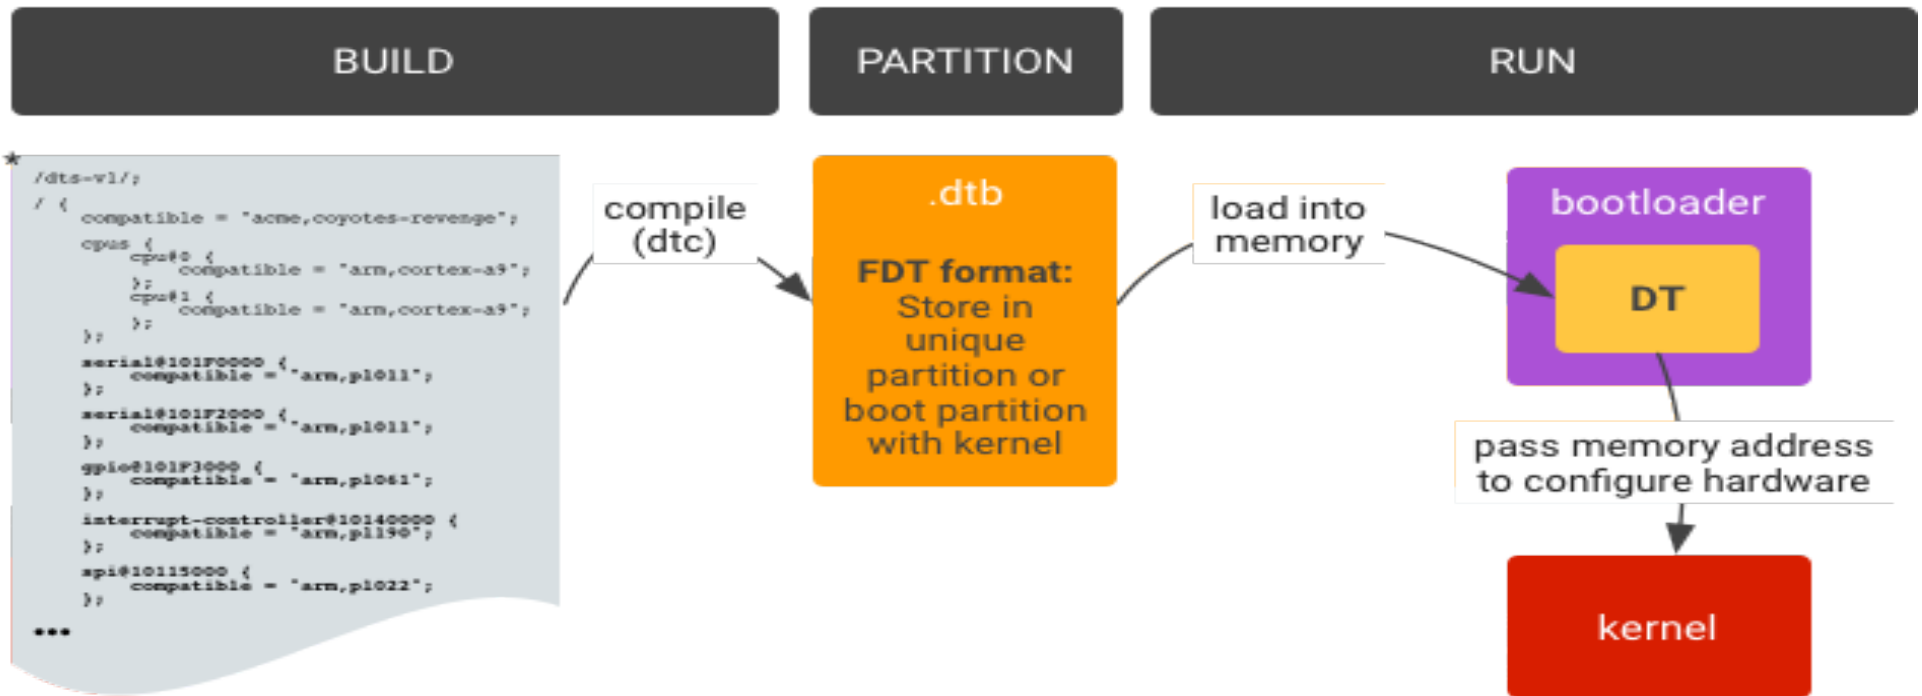 BUILD
PARTITION
RUN
*
/dts-v1/;
/ {
compatible = "acme,coyotes-revenge";
cpus {
cpu@0 {
compatible = "arm,cortex-a9";
};
cpu@1 {
compatible = "arm,cortex-a9";
};
};
serial@101F0000 {
compatible = "arm,pl011";
};
serial@101F2000 {
compatible = "arm,pl011";
};
gpio@101F3000 {
compatible = "arm,pl061";
};
interrupt-controller@10140000 {
compatible = "arm,pl190";
};
spi@10115000 {
compatible = "arm,pl022";
};
•••
compile
(dtc)
.dtb
FDT format:
Store in
unique
partition or
boot partition
with kernel
load into
memory
bootloader
DT
pass memory address
to configure hardware
kernel